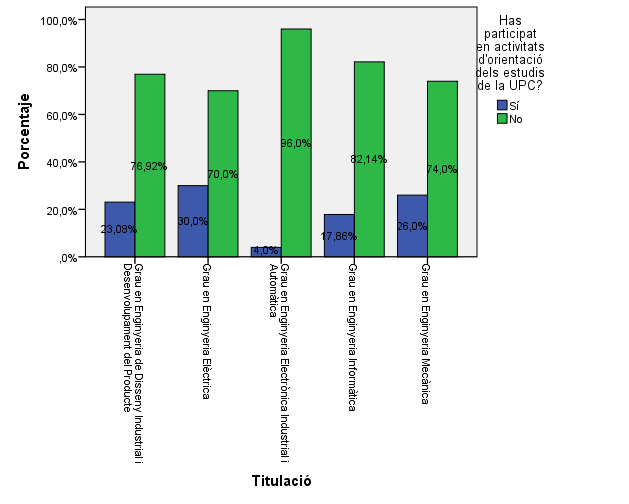 Has
participat
en activitats
d'orientació
dels estudis
de la UPC?
Sí
No
Porcentaje
100,0%
80,0%
60,0%
40,0%
20,0%
,0%
23,08%
76,92%
30,0%
70,0%
4,0%
96,0%
17,86%
82,14%
26,0%
74,0%
Grau en Enginyeria de Disseny Industrial i
Desenvolupament del Producte
Grau en Enginyeria Elèctrica
Grau en Enginyeria Electrònica Industrial i
Automàtica
Grau en Enginyeria Informàtica
Grau en Enginyeria Mecànica
Titulació